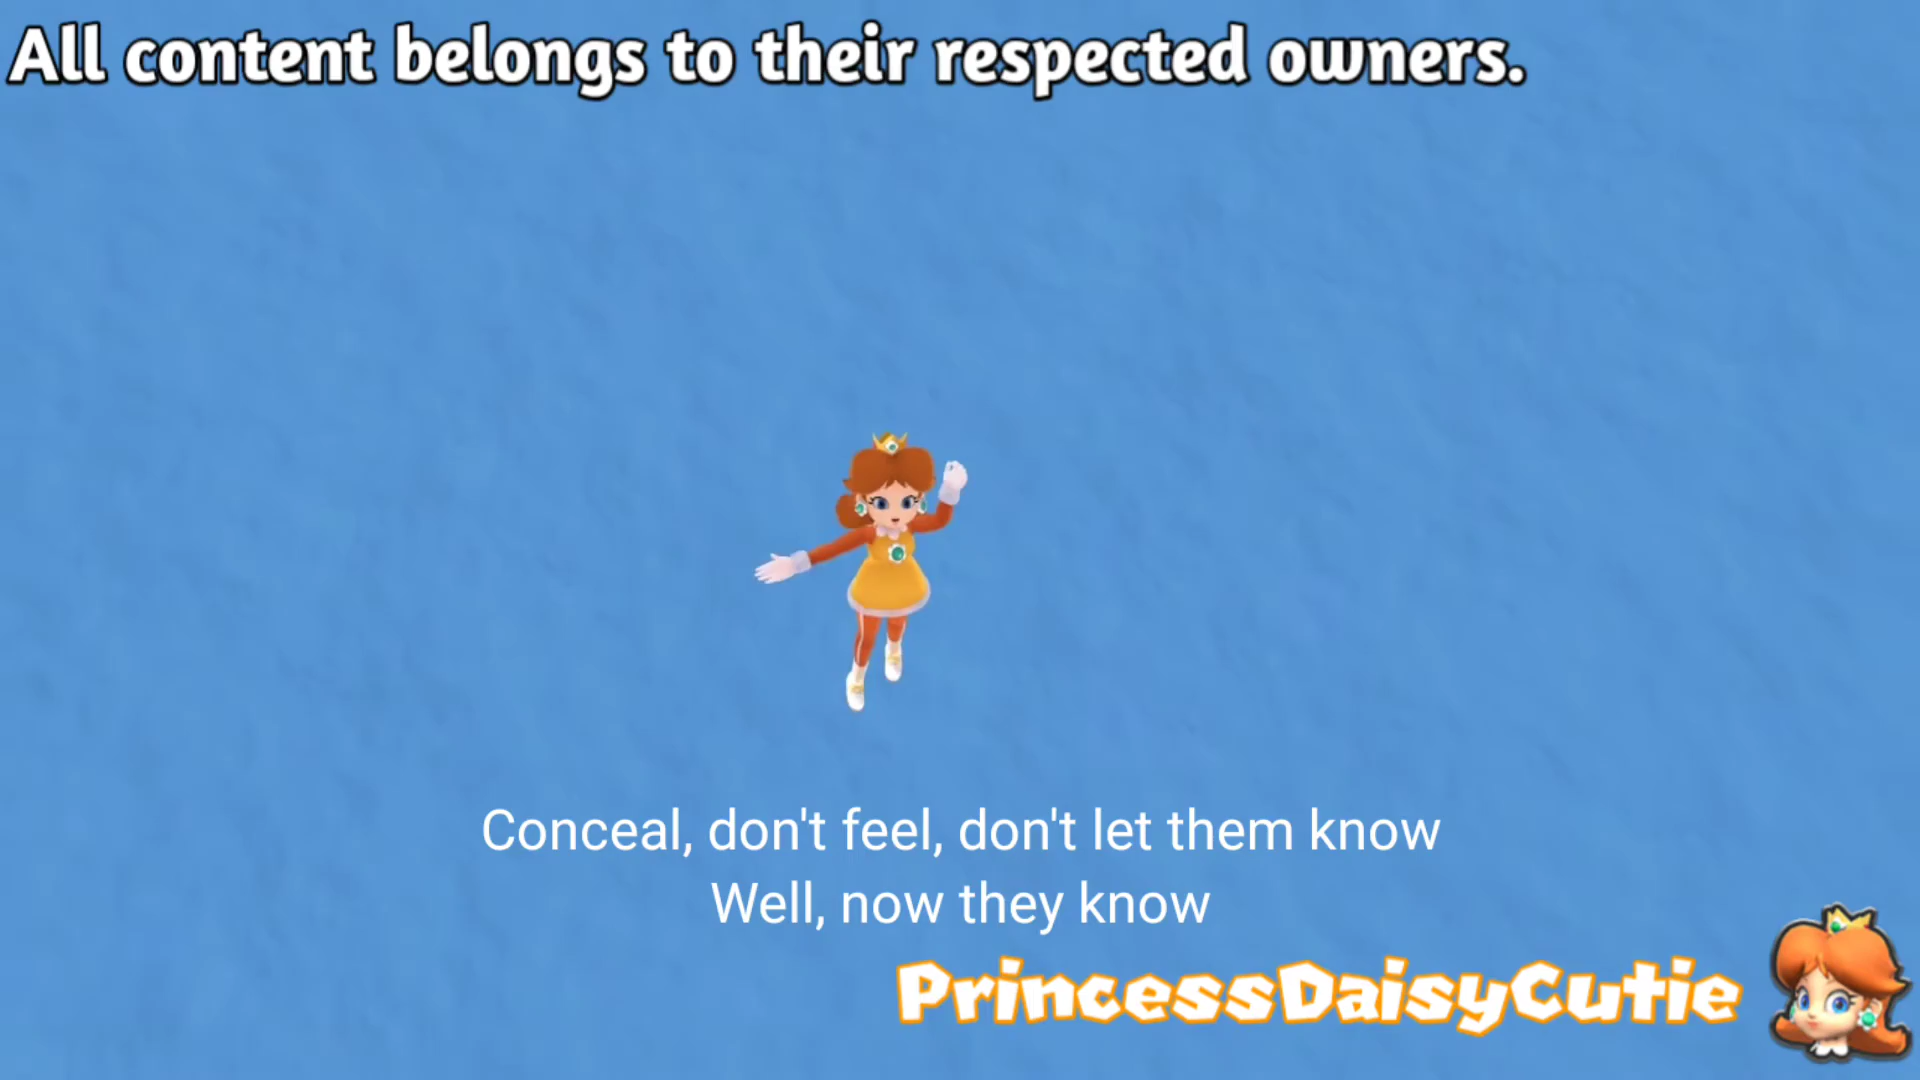 All content belongs to their respected owners.
Conceal, don't feel, don't let them know
Well, now they know
PrincessDaisyCutie